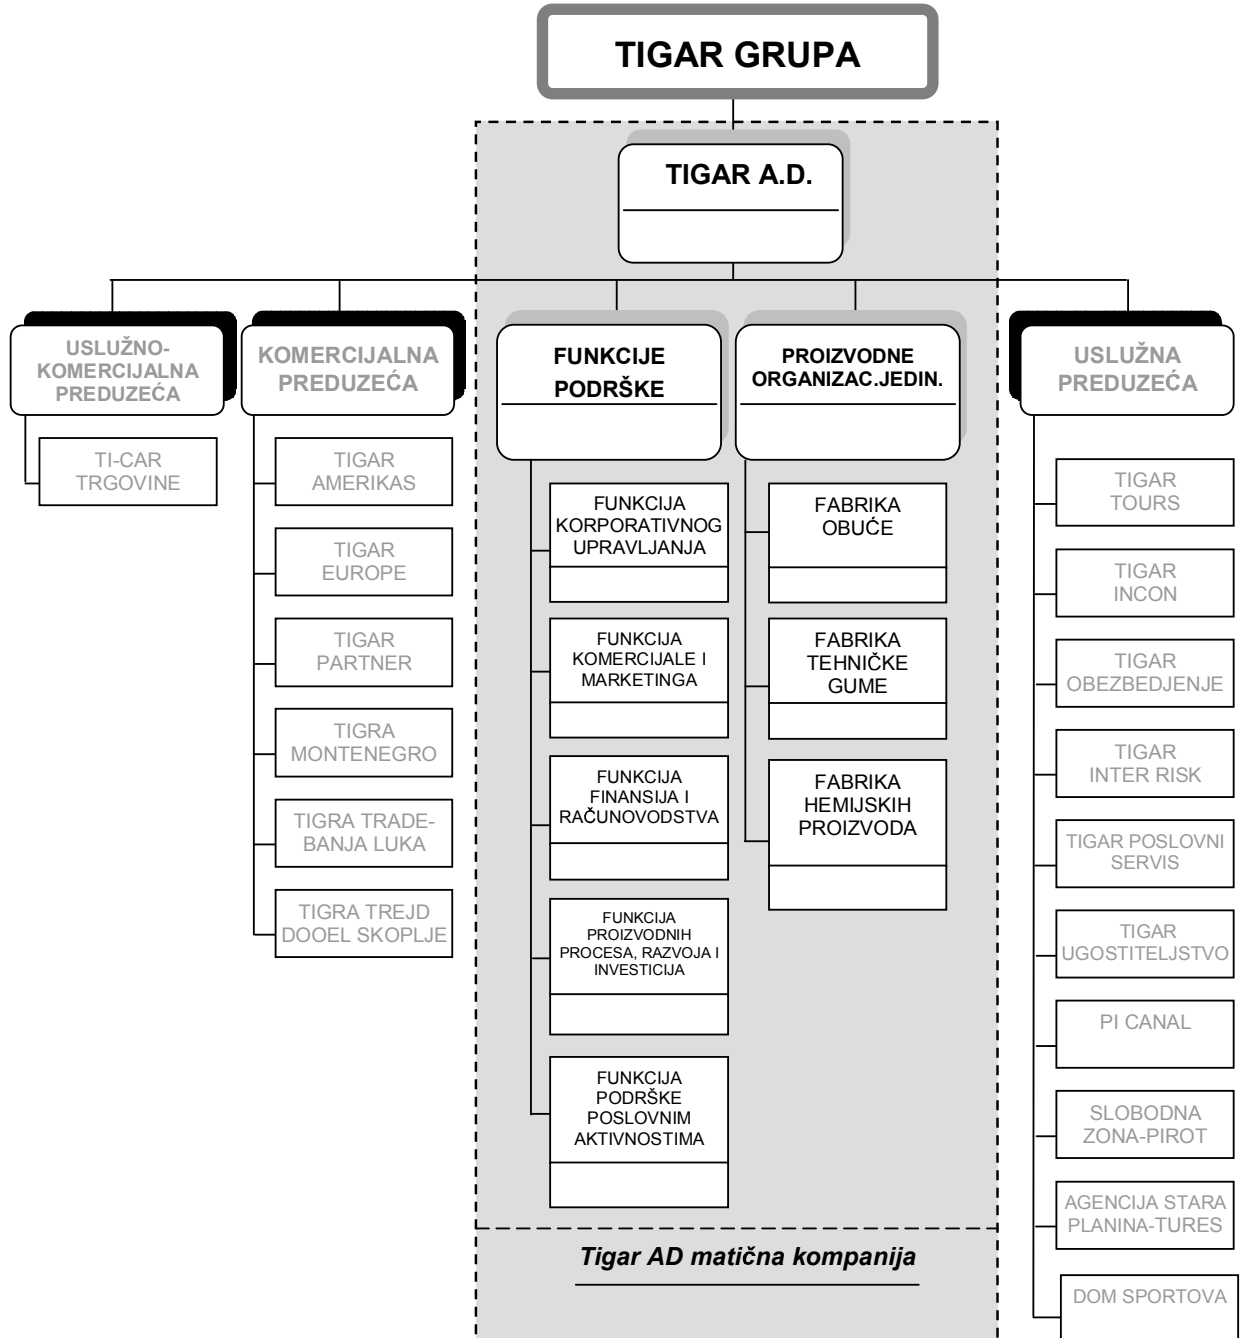 TIGAR GRUPA
TIGAR A.D.
USLUŽNO-
KOMERCIJALNA
PREDUZEĆA
TI-CAR
TRGOVINE
KOMERCIJALNA
PREDUZEĆA
TIGAR
AMERIKAS
TIGAR
EUROPE
TIGAR
PARTNER
TIGRA
MONTENEGRO
TIGRA TRADE-
BANJA LUKA
TIGRA TREJD
DOOEL SKOPLJE
FUNKCIJE
PODRŠKE
FUNKCIJA
KORPORATIVNOG
UPRAVLJANJA
FUNKCIJA
KOMERCIJALE I
MARKETINGA
FUNKCIJA
FINANSIJA I
RAČUNOVODSTVA
FUNKCIJA
PROIZVODNIH
PROCESA, RAZVOJA I
INVESTICIJA
FUNKCIJA
PODRŠKE
POSLOVNIM
AKTIVNOSTIMA
PROIZVODNE
ORGANIZAC.JEDIN.
FABRIKA
OBUĆE
FABRIKA
TEHNIČKE
GUME
FABRIKA
HEMIJSKIH
PROIZVODA
USLUŽNA
PREDUZEĆA
TIGAR
TOURS
TIGAR
INCON
TIGAR
OBEZBEDJENJE
TIGAR
INTER RISK
TIGAR POSLOVNI
SERVIS
TIGAR
UGOSTITELJSTVO
PI CANAL
SLOBODNA
ZONA-PIROT
AGENCIJA STARA
PLANINA-TURES
DOM SPORTOVA
Tigar AD matična kompanija